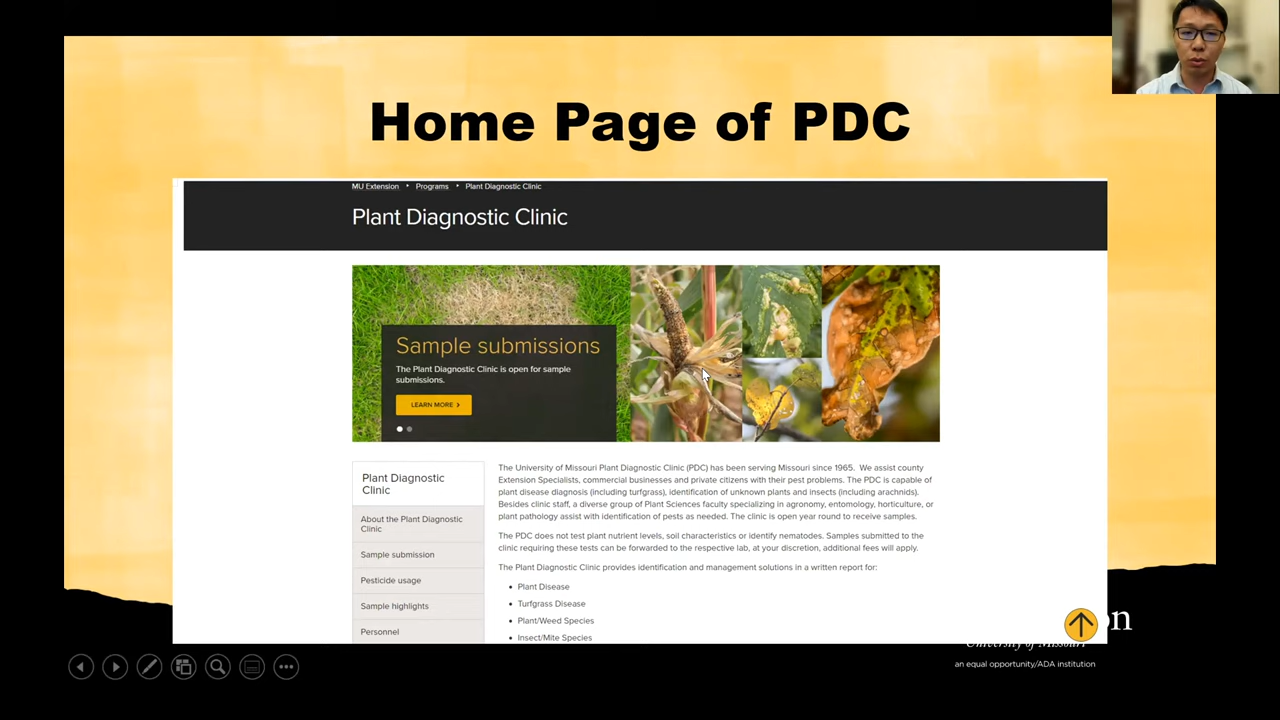 Home Page of PDC
MU Extension ‣ Programs ‣ Plant Diagnostic Clinic
Plant Diagnostic Clinic
Sample submissions
The Plant Diagnostic Clinic is open for sample
submissions.
LEARN MORE >
Plant Diagnostic
Clinic
About the Plant Diagnostic
Clinic
Sample submission
Pesticide usage
Sample highlights
Personnel
The University of Missouri Plant Diagnostic Clinic (PDC) has been serving Missouri since 1965. We assist county
Extension Specialists, commercial businesses and private citizens with their pest problems. The PDC is capable of
plant disease diagnosis (including turfgrass), identification of unknown plants and insects (including arachnids).
Besides clinic staff, a diverse group of Plant Sciences faculty specializing in agronomy, entomology, horticulture, or
plant pathology assist with identification of pests as needed. The clinic is open year round to receive samples.
The PDC does not test plant nutrient levels, soil characteristics or identify nematodes. Samples submitted to the
clinic requiring these tests can be forwarded to the respective lab, at your discretion, additional fees will apply.
The Plant Diagnostic Clinic provides identification and management solutions in a written report for:
• Plant Disease
• Turfgrass Disease
• Plant/Weed Species
• Insect/Mite Species
on
University of Missouri
an equal opportunity/ADA institution